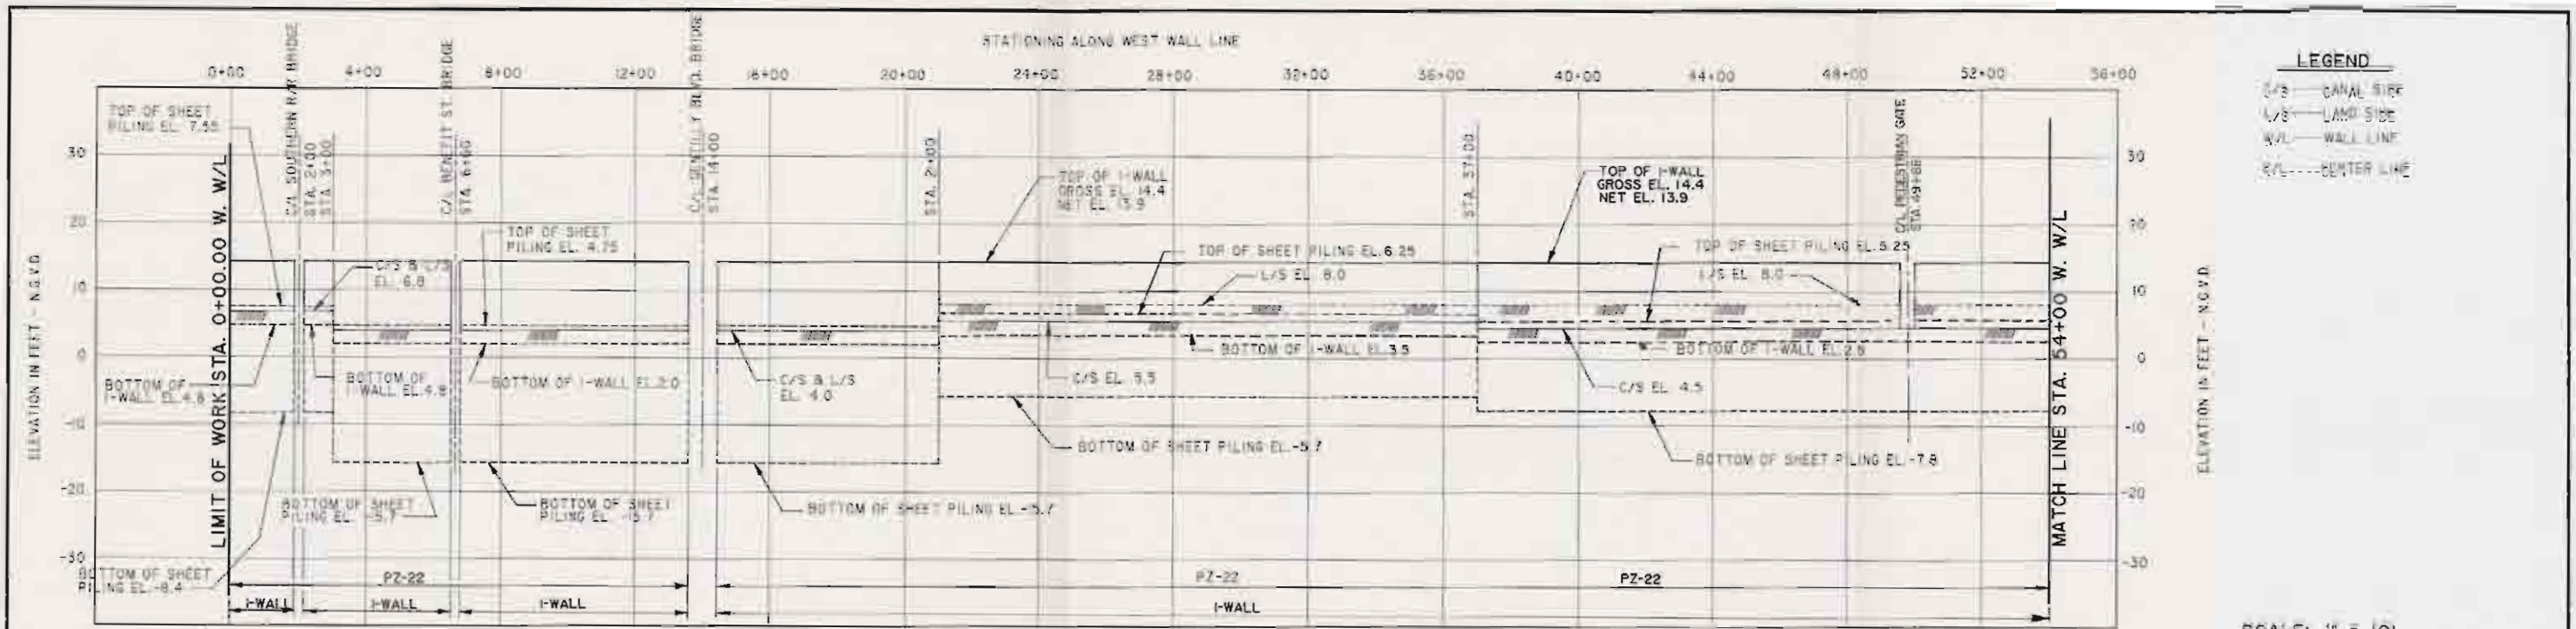 STATIONING ALONG WEST WALL LINE
0+00 4+00 8+00 12+00 16+00 20+00 24+00 28+00 32+00 36+00 40+00 44+00 48+00 52+00 56+00
LEGEND
C/S CANAL SIDE
L/S LAND SIDE
W/L WALL LINE
C/L CENTER LINE
ELEVATION IN FEET - N.G.V.D.
30
20
10
0
-10
-20
-30
TOP OF SHEET
PILING EL. 7.55
LIMIT OF WORK STA. 0+00.00 W. W/L
C/L SOUTHERN R/R BRIDGE
STA. 2+00
STA. 3+00
C/L BENEFIT ST. BRIDGE
STA. 6+00
C/L GENTILLY BLVD. BRIDGE
STA. 14+00
STA. 21+00
TOP OF I-WALL
GROSS EL. 14.4
NET EL. 13.9
STA. 37+00
TOP OF I-WALL
GROSS EL. 14.4
NET EL. 13.9
C/L PEDESTRIAN GATE
STA. 49+88
MATCH LINE STA. 54+00 W. W/L
C/S & L/S
EL. 6.8
TOP OF SHEET
PILING EL. 4.75
TOP OF SHEET PILING EL. 6.25
L/S EL. 8.0
TOP OF SHEET PILING EL. 5.25
L/S EL. 8.0
BOTTOM OF
I-WALL EL. 4.8
BOTTOM OF
I-WALL EL. 4.8
BOTTOM OF I-WALL EL. 2.0
C/S & L/S
EL. 4.0
C/S EL. 5.5
BOTTOM OF I-WALL EL. 3.5
C/S EL. 4.5
BOTTOM OF I-WALL EL. 2.5
BOTTOM OF SHEET PILING EL. -5.7
BOTTOM OF SHEET PILING EL. -7.8
BOTTOM OF SHEET
PILING EL. -15.7
BOTTOM OF SHEET
PILING EL. -15.7
BOTTOM OF SHEET PILING EL. -15.7
BOTTOM OF SHEET
PILING EL. -8.4
PZ-22 PZ-22 PZ-22
I-WALL I-WALL I-WALL I-WALL
30
20
10
0
-10
-20
-30
ELEVATION IN FEET - N.G.V.D.